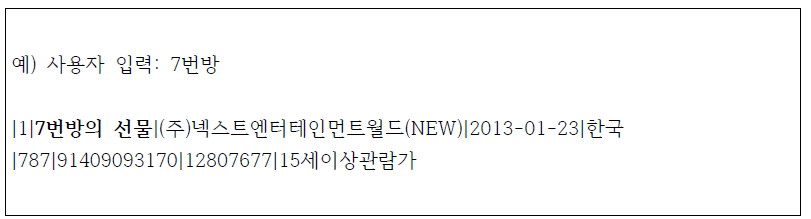 예) 사용자 입력: 7번방
|1|7번방의 선물|(주)넥스트엔터테인먼트월드(NEW)|2013-01-23|한국
|787|91409093170|12807677|15세이상관람가